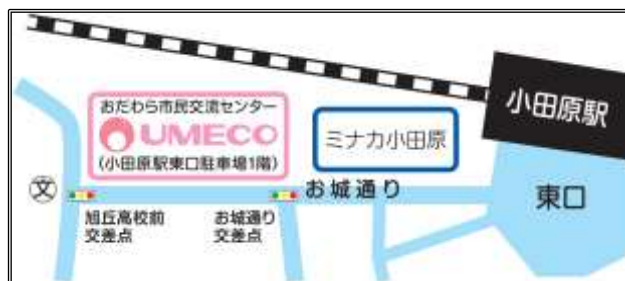 小田原駅
おだわら市民交流センター
UMECO
(小田原駅東口駐車場1階)
ミナカ小田原
東口
文
お城通り
旭丘高校前
交差点
お城通り
交差点